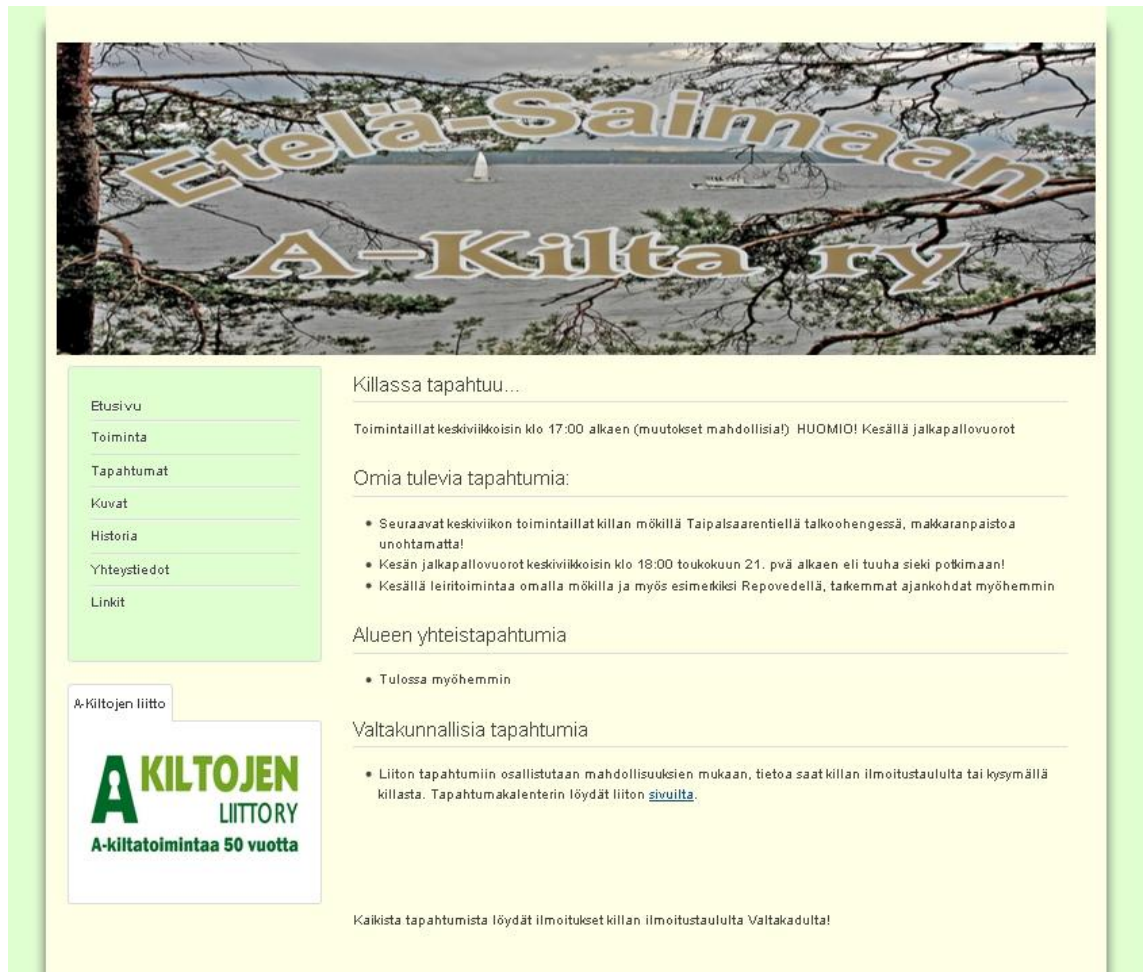 Etelä-Saimaan
A-Kilta ry
Etusivu
Toiminta
Tapahtumat
Kuvat
Historia
Yhteystiedot
Linkit
A-Kiltojen liitto
A KILTOJEN
LIITTO RY
A-kiltatoimintaa 50 vuotta
Killassa tapahtuu...
Toimintaillat keskiviikkoisin klo 17:00 alkaen (muutokset mahdollisia!) HUOMIO! Kesällä jalkapallovuorot
Omia tulevia tapahtumia:
• Seuraavat keskiviikon toimintaillat killan mökillä Taipalsaarentiellä talkoohengessä, makkaranpaistoa
unohtamatta!
• Kesän jalkapallovuorot keskiviikkoisin klo 18:00 toukokuun 21. pvä alkaen eli tuuha sieki potkimaan!
• Kesällä leiritoimintaa omalla mökilla ja myös esimerkiksi Repovedellä, tarkemmat ajankohdat myöhemmin
Alueen yhteistapahtumia
• Tulossa myöhemmin
Valtakunnallisia tapahtumia
• Liiton tapahtumiin osallistutaan mahdollisuuksien mukaan, tietoa saat killan ilmoitustaululta tai kysymällä
killasta. Tapahtumakalenterin löydät liiton sivuilta.
Kaikista tapahtumista löydät ilmoitukset killan ilmoitustaululta Valtakadulta!